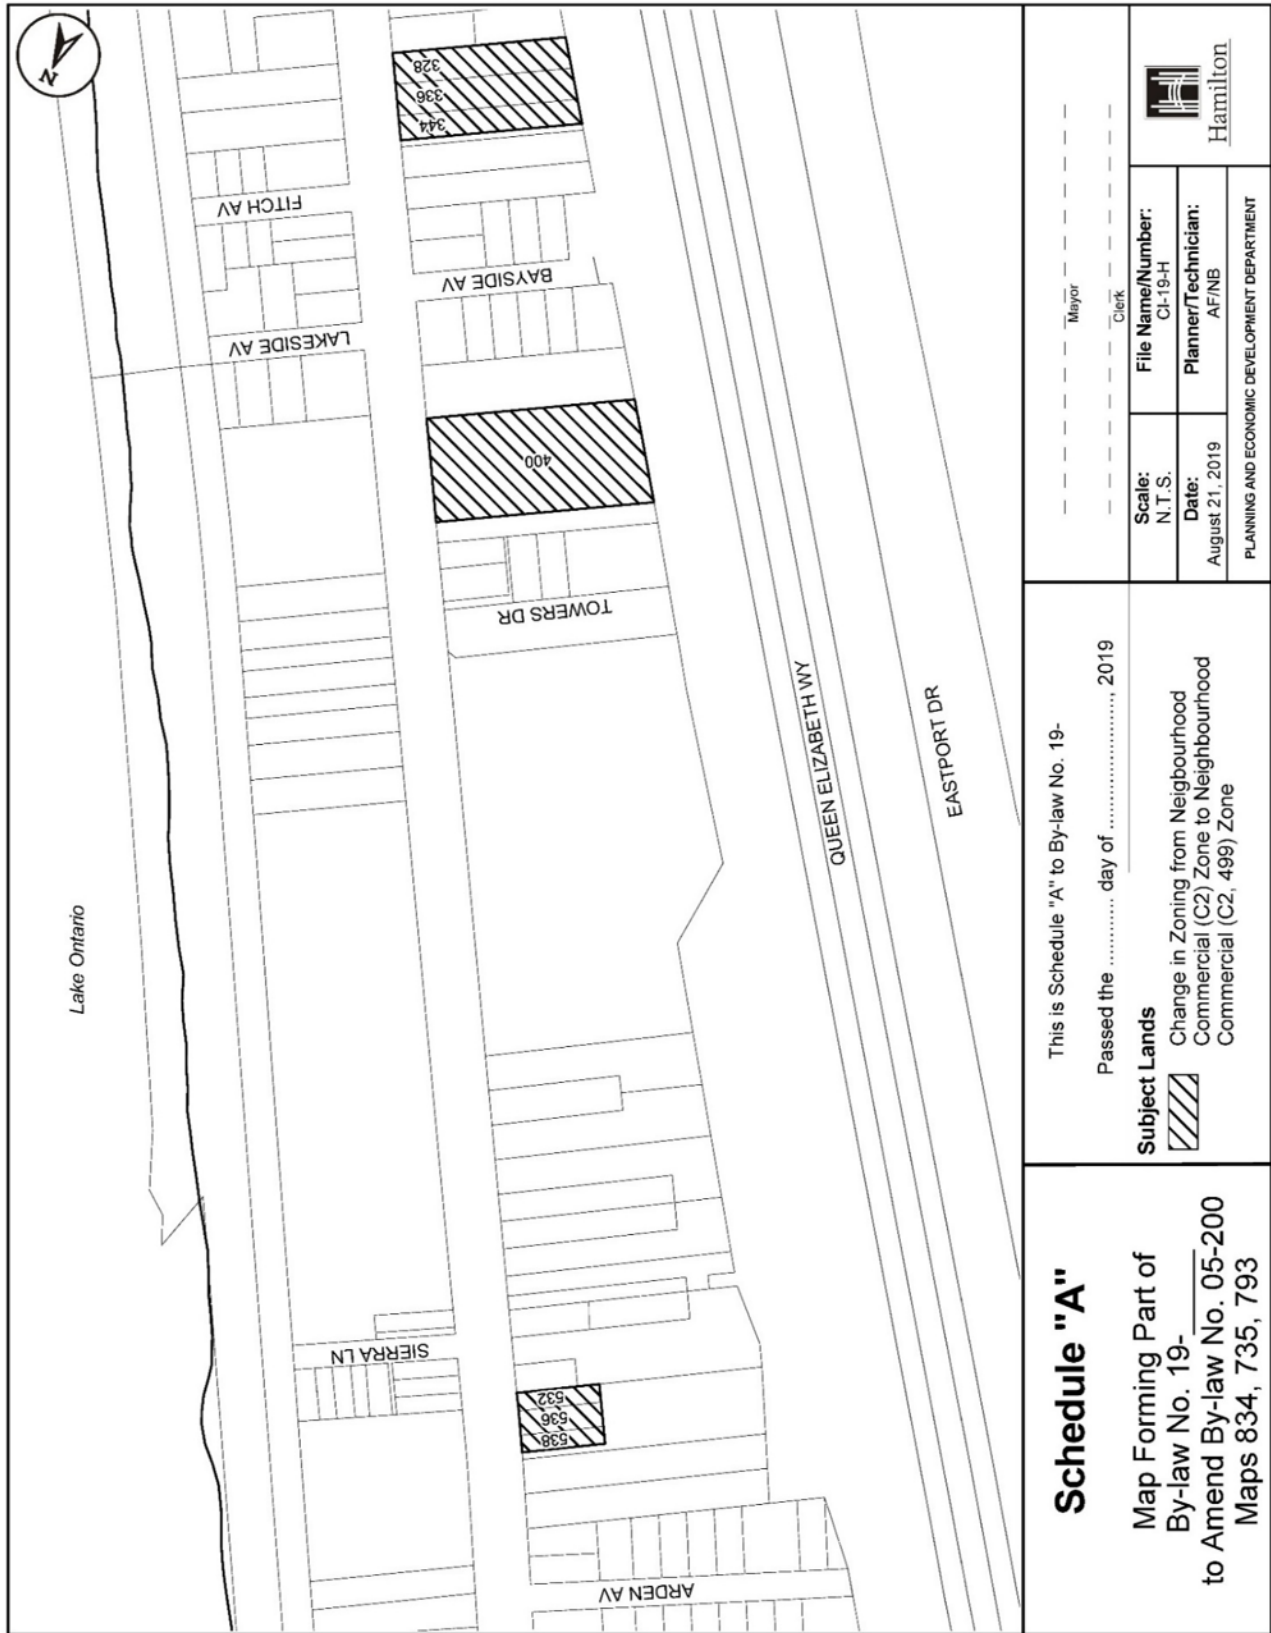 N
Lake Ontario
FITCH AV
LAKESIDE AV
BAYSIDE AV
328
336
344
400
TOWERS DR
SIERRA LN
532
536
538
ARDEN AV
QUEEN ELIZABETH WY
EASTPORT DR
Schedule "A"
Map Forming Part of
By-law No. 19-______
to Amend By-law No. 05-200
Maps 834, 735, 793
This is Schedule "A" to By-law No. 19-
Passed the .......... day of ...................., 2019
Subject Lands
Change in Zoning from Neigbourhood
Commercial (C2) Zone to Neighbourhood
Commercial (C2, 499) Zone
Mayor
Clerk
Scale:
N.T.S.
File Name/Number:
CI-19-H
Date:
August 21, 2019
Planner/Technician:
AF/NB
PLANNING AND ECONOMIC DEVELOPMENT DEPARTMENT
Hamilton